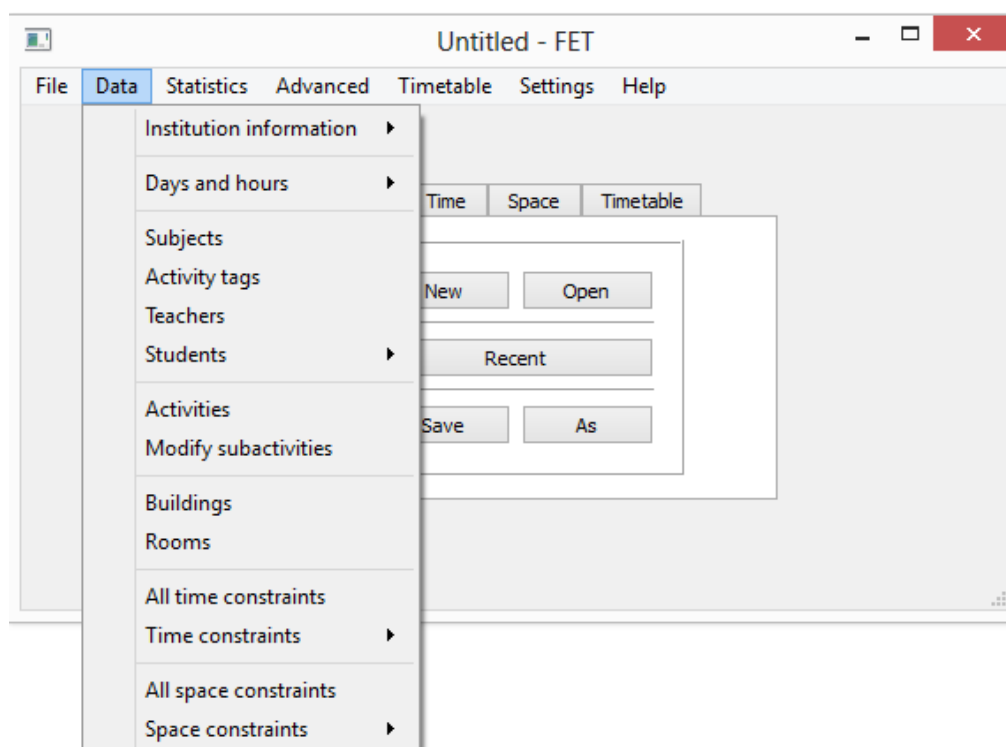 Untitled - FET
File Data Statistics Advanced Timetable Settings Help
Institution information
Days and hours
Subjects
Activity tags
Teachers
Students
Activities
Modify subactivities
Buildings
Rooms
All time constraints
Time constraints
All space constraints
Space constraints
Time Space Timetable
New Open
Recent
Save As